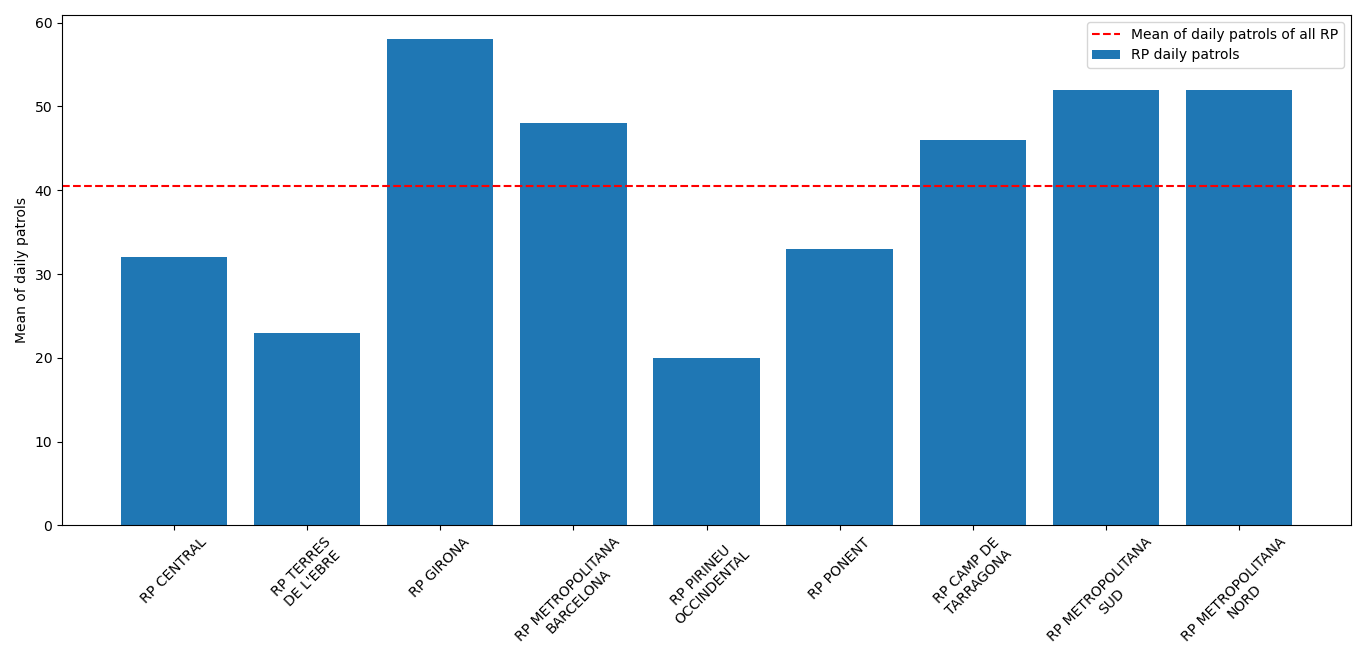 60
50
40
30
20
10
0
Mean of daily patrols
Mean of daily patrols of all RP
RP daily patrols
RP CENTRAL
RP TERRES
DE L'EBRE
RP GIRONA
RP METROPOLITANA
BARCELONA
RP PIRINEU
OCCINDENTAL
RP PONENT
RP CAMP DE
TARRAGONA
RP METROPOLITANA
SUD
RP METROPOLITANA
NORD